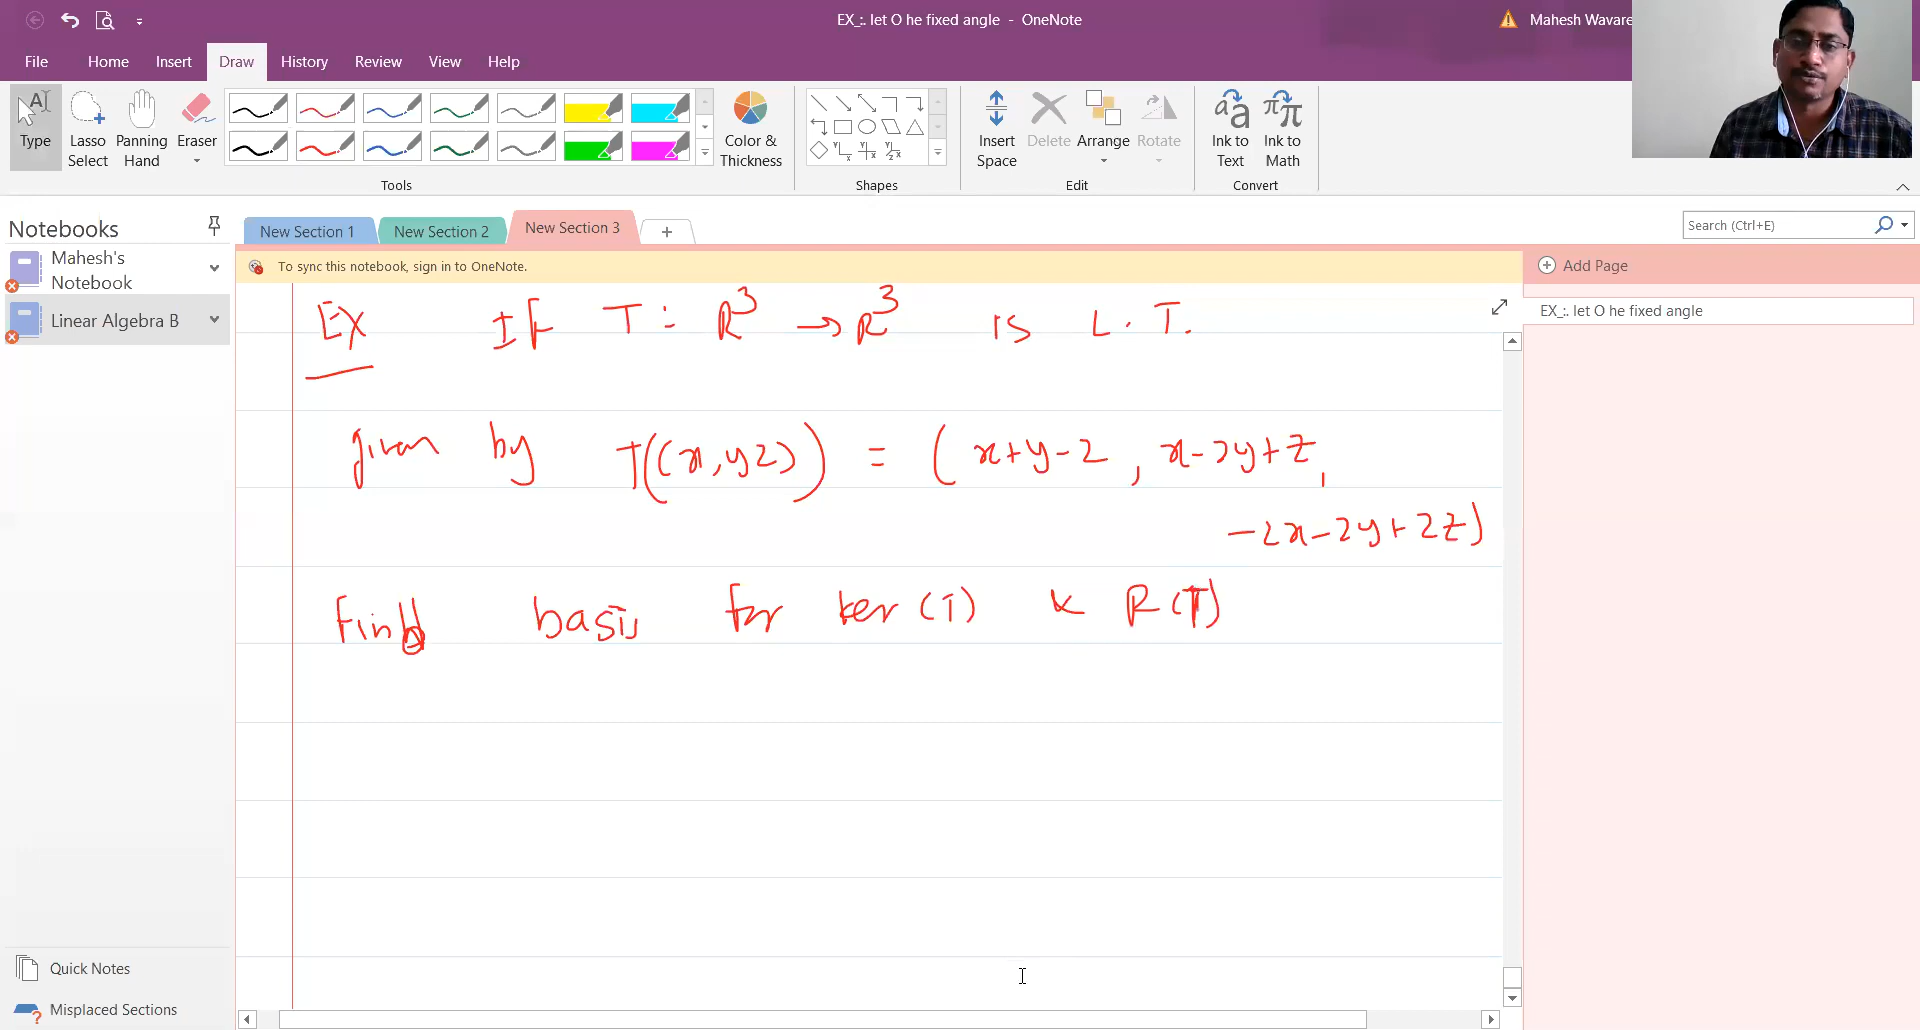 EX_:. let O he fixed angle - OneNote
Mahesh Wavare
File Home Insert Draw History Review View Help
Type
Lasso Select
Panning Hand
Eraser
Color & Thickness
Insert Space
Delete
Arrange
Rotate
Ink to Text
Ink to Math
Tools
Shapes
Edit
Convert
Notebooks
New Section 1
New Section 2
New Section 3
+
Search (Ctrl+E)
Mahesh's Notebook
Linear Algebra B
To sync this notebook, sign in to OneNote.
Add Page
EX_:. let O he fixed angle
Ex IF T: R³ → R³ is L.T.
given by T((x,yz)) = (x+y-z, x-2y+z,
-2x-2y+2z)
Find basis for ker(T) & R(T)
Quick Notes
Misplaced Sections